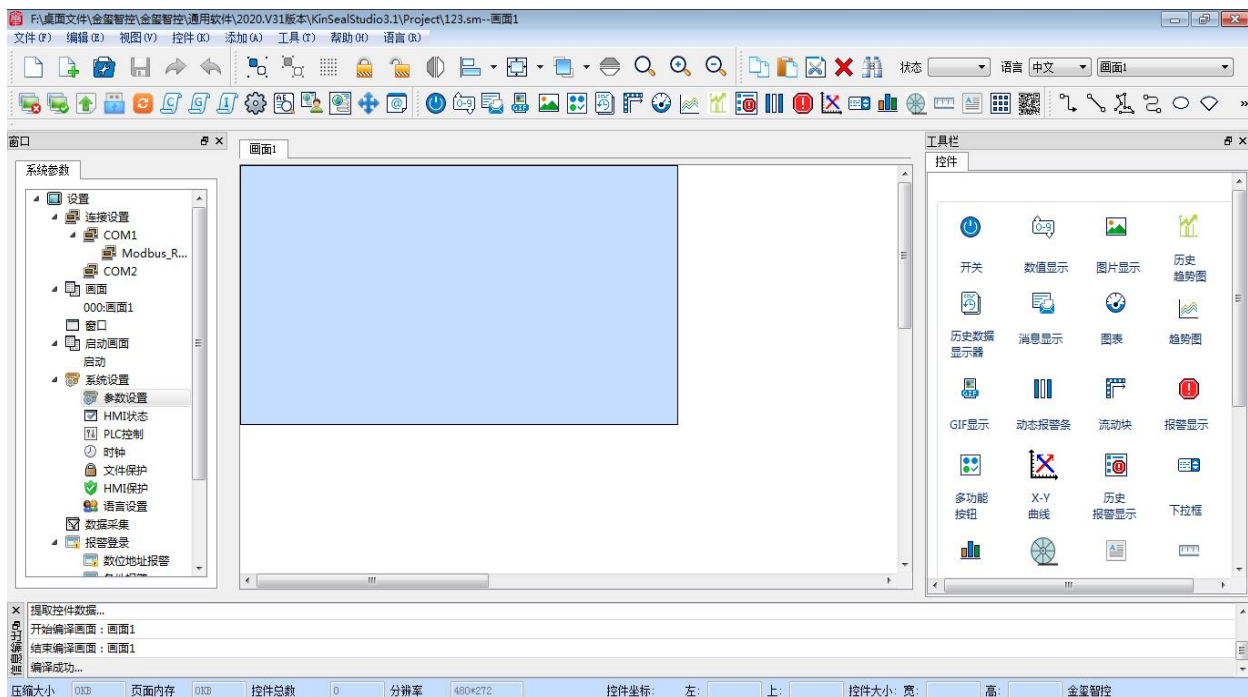 F:\桌面文件\金玺智控\金玺智控\通用软件\2020.V31版本\KinSealStudio3.1\Project\123.sm--画面1
文件(F) 编辑(E) 视图(V) 控件(X) 添加(A) 工具(T) 帮助(H) 语言(R)
状态 语言 中文 画面1
窗口
系统参数
设置
连接设置
COM1
Modbus_R...
COM2
画面
000:画面1
窗口
启动画面
启动
系统设置
参数设置
HMI状态
PLC控制
时钟
文件保护
HMI保护
语言设置
数据采集
报警登录
数位地址报警
画面1
工具栏
控件
开关 数值显示 图片显示 历史趋势图
历史数据显示器 消息显示 图表 趋势图
GIF显示 动态报警条 流动块 报警显示
多功能按钮 X-Y曲线 历史报警显示 下拉框
提取控件数据...
开始编译画面：画面1
结束编译画面：画面1
编译成功...
压缩大小 0KB 页面内存 0KB 控件总数 0 分辨率 480*272 控件坐标: 左: 上: 控件大小: 宽: 高: 金玺智控